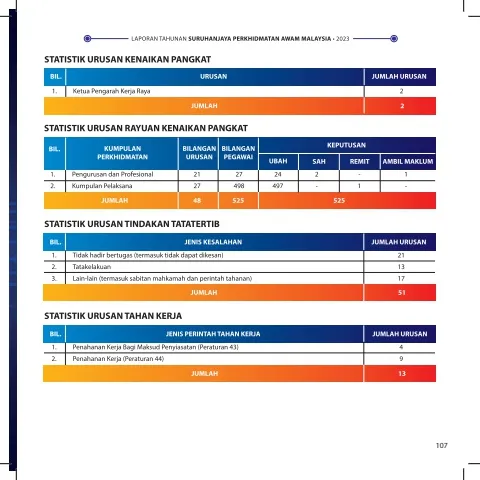 LAPORAN TAHUNAN SURUHANJAYA PERKHIDMATAN AWAM MALAYSIA • 2023
STATISTIK URUSAN KENAIKAN PANGKAT
BIL. URUSAN JUMLAH URUSAN
1. Ketua Pengarah Kerja Raya 2
JUMLAH 2
STATISTIK URUSAN RAYUAN KENAIKAN PANGKAT
BIL. KUMPULAN PERKHIDMATAN BILANGAN URUSAN BILANGAN PEGAWAI KEPUTUSAN
UBAH SAH REMIT AMBIL MAKLUM
1. Pengurusan dan Profesional 21 27 24 2 - 1
2. Kumpulan Pelaksana 27 498 497 - 1 -
JUMLAH 48 525 525
STATISTIK URUSAN TINDAKAN TATATERTIB
BIL. JENIS KESALAHAN JUMLAH URUSAN
1. Tidak hadir bertugas (termasuk tidak dapat dikesan) 21
2. Tatakelakuan 13
3. Lain-lain (termasuk sabitan mahkamah dan perintah tahanan) 17
JUMLAH 51
STATISTIK URUSAN TAHAN KERJA
BIL. JENIS PERINTAH TAHAN KERJA JUMLAH URUSAN
1. Penahanan Kerja Bagi Maksud Penyiasatan (Peraturan 43) 4
2. Penahanan Kerja (Peraturan 44) 9
JUMLAH 13
107